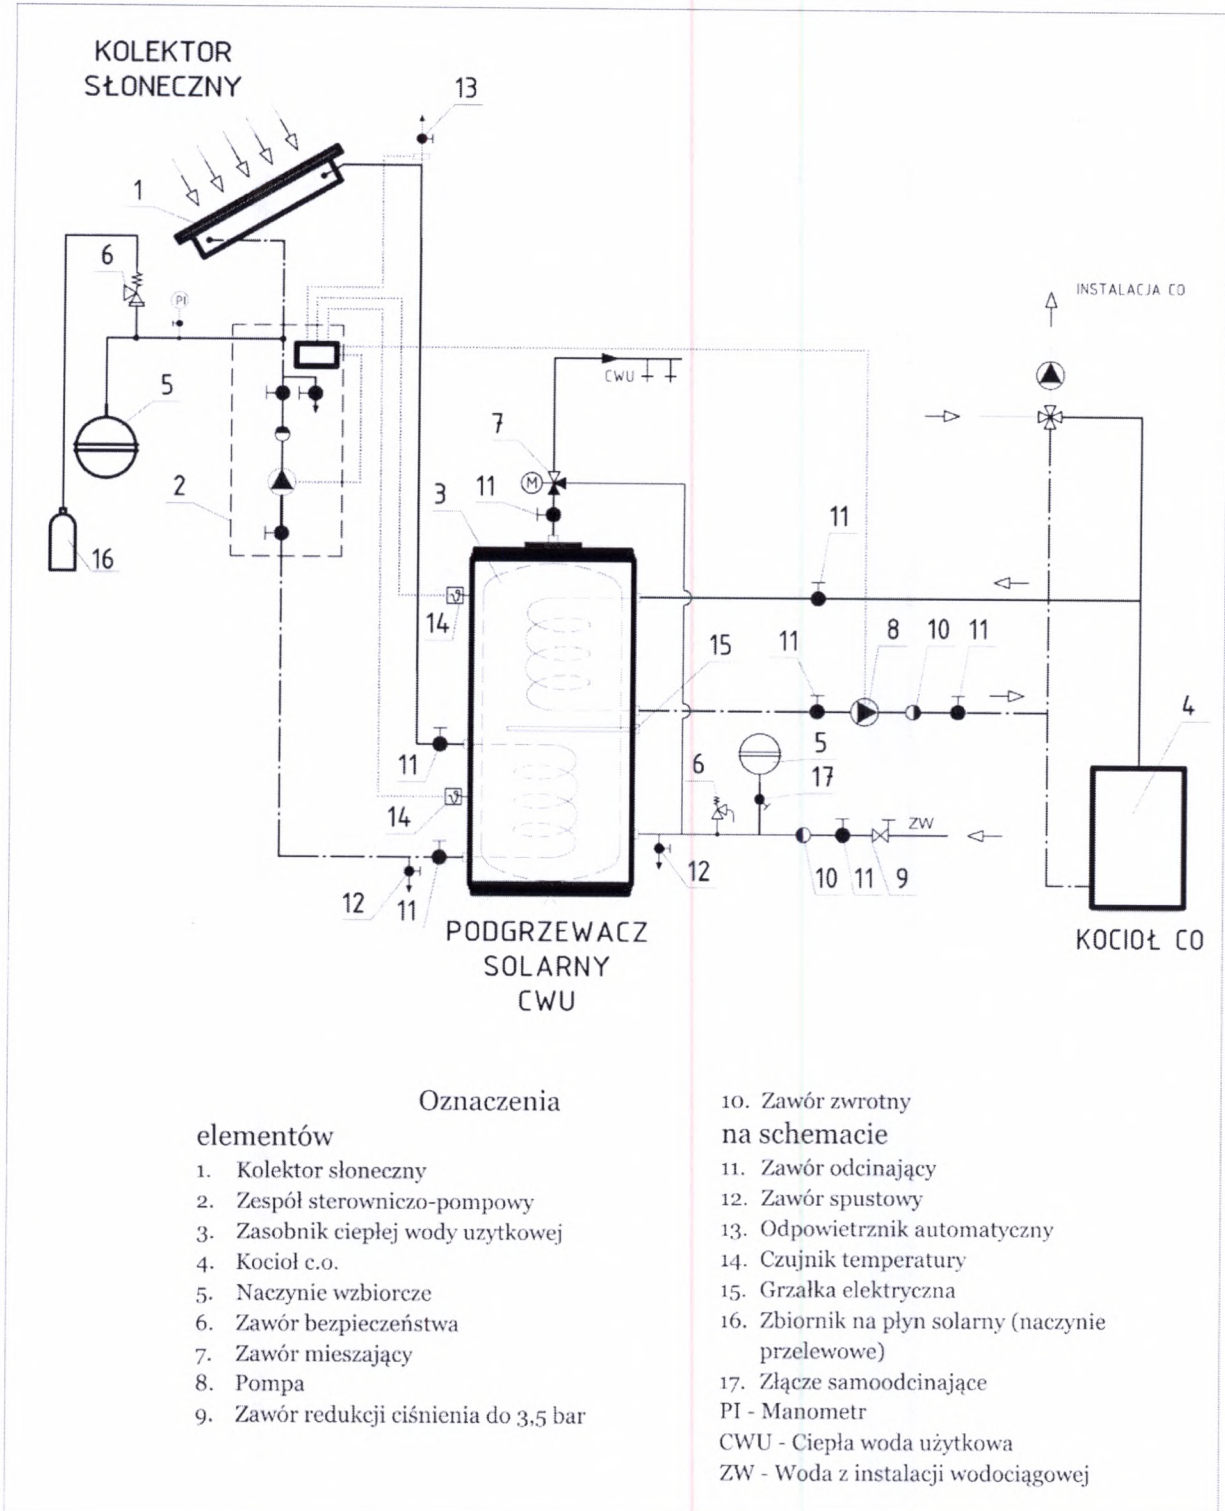 KOLEKTOR
SŁONECZNY
13
1
6
PI
INSTALACJA CO
5
CWU
7
2
M
11
3
11
16
14
15
11
8
10
11
4
11
6
5
17
14
ZW
12
11
12
10
11
9
PODGRZEWACZ
SOLARNY
CWU
KOCIOŁ CO
Oznaczenia
elementów
1. Kolektor słoneczny
2. Zespół sterowniczo-pompowy
3. Zasobnik ciepłej wody uzytkowej
4. Kocioł c.o.
5. Naczynie wzbiorcze
6. Zawór bezpieczeństwa
7. Zawór mieszający
8. Pompa
9. Zawór redukcji ciśnienia do 3,5 bar
10. Zawór zwrotny
na schemacie
11. Zawór odcinający
12. Zawór spustowy
13. Odpowietrznik automatyczny
14. Czujnik temperatury
15. Grzałka elektryczna
16. Zbiornik na płyn solarny (naczynie
przelewowe)
17. Złącze samoodcinające
PI - Manometr
CWU - Ciepła woda użytkowa
ZW - Woda z instalacji wodociągowej